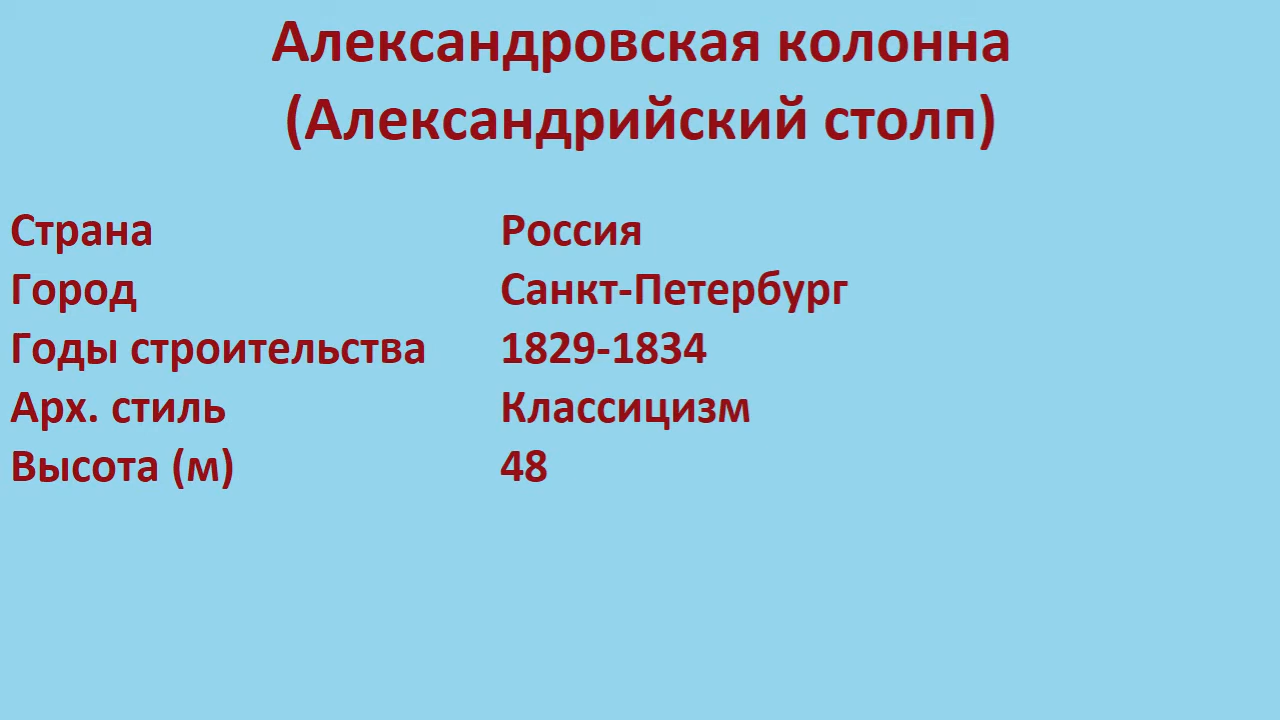 Александровская колонна
(Александрийский столп)
Страна Россия
Город Санкт-Петербург
Годы строительства 1829-1834
Арх. стиль Классицизм
Высота (м) 48